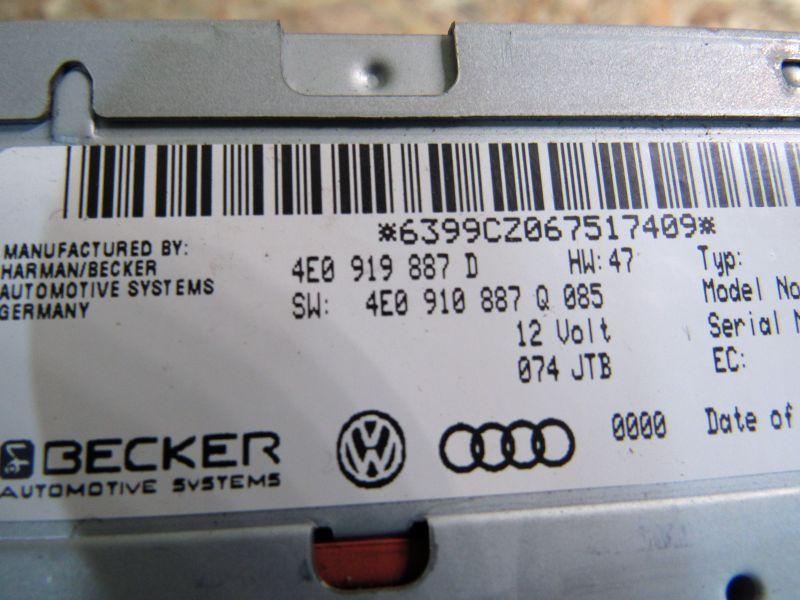 *6399CZ067517409*
MANUFACTURED BY:
HARMAN/BECKER
AUTOMOTIVE SYSTEMS
GERMANY
4E0 919 887 D HW: 47
SW: 4E0 910 887 Q 085
12 Volt
074 JTB
Typ:
Model No
Serial N
EC:
BECKER
AUTOMOTIVE SYSTEMS
VW
0000 Date of